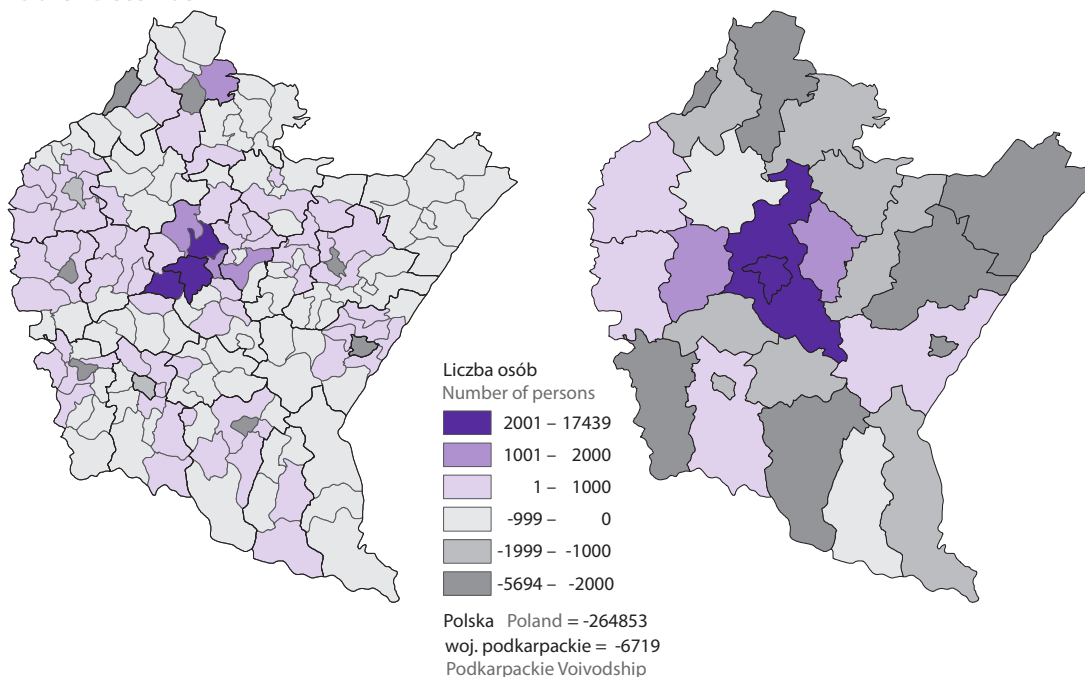 Liczba osób
Number of persons
2001 – 17439
1001 – 2000
1 – 1000
-999 – 0
-1999 – -1000
-5694 – -2000
Polska Poland = -264853
woj. podkarpackie = -6719
Podkarpackie Voivodship